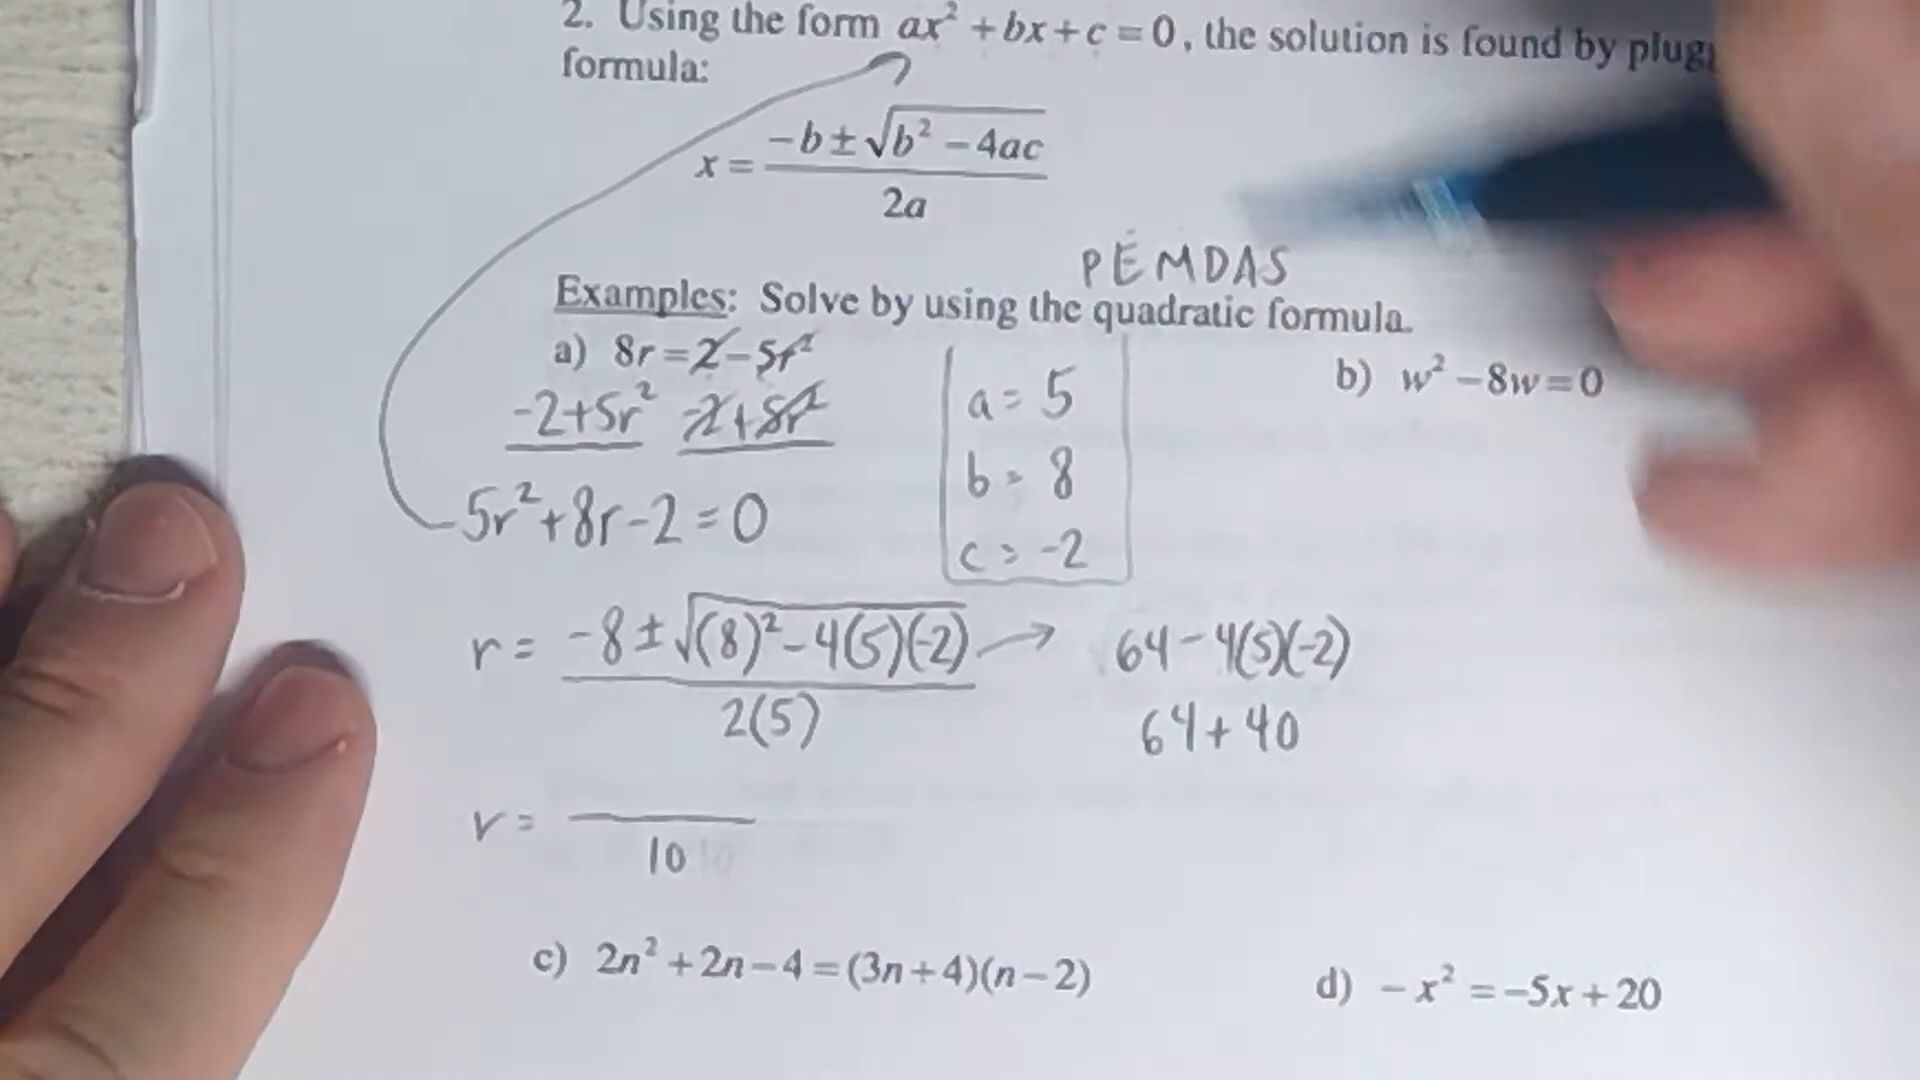 2. Using the form ax² + bx + c = 0, the solution is found by
formula:
x = \frac{-b ± √(b² − 4ac)}{2a}
PEMDAS
Examples: Solve by using the quadratic formula.
a) 8r = 2 − 5r²
-2+5r² -2+5r²
5r²+8r-2=0
a = 5
b = 8
c = -2
b) w² − 8w = 0
r = \frac{-8 ± √((8)² - 4(5)(-2))}{2(5)} → 64 - 4(5)(-2)
64 + 40
r = \frac{}{10}
c) 2n² + 2n − 4 = (3n + 4)(n − 2)
d) − x² = −5x + 20